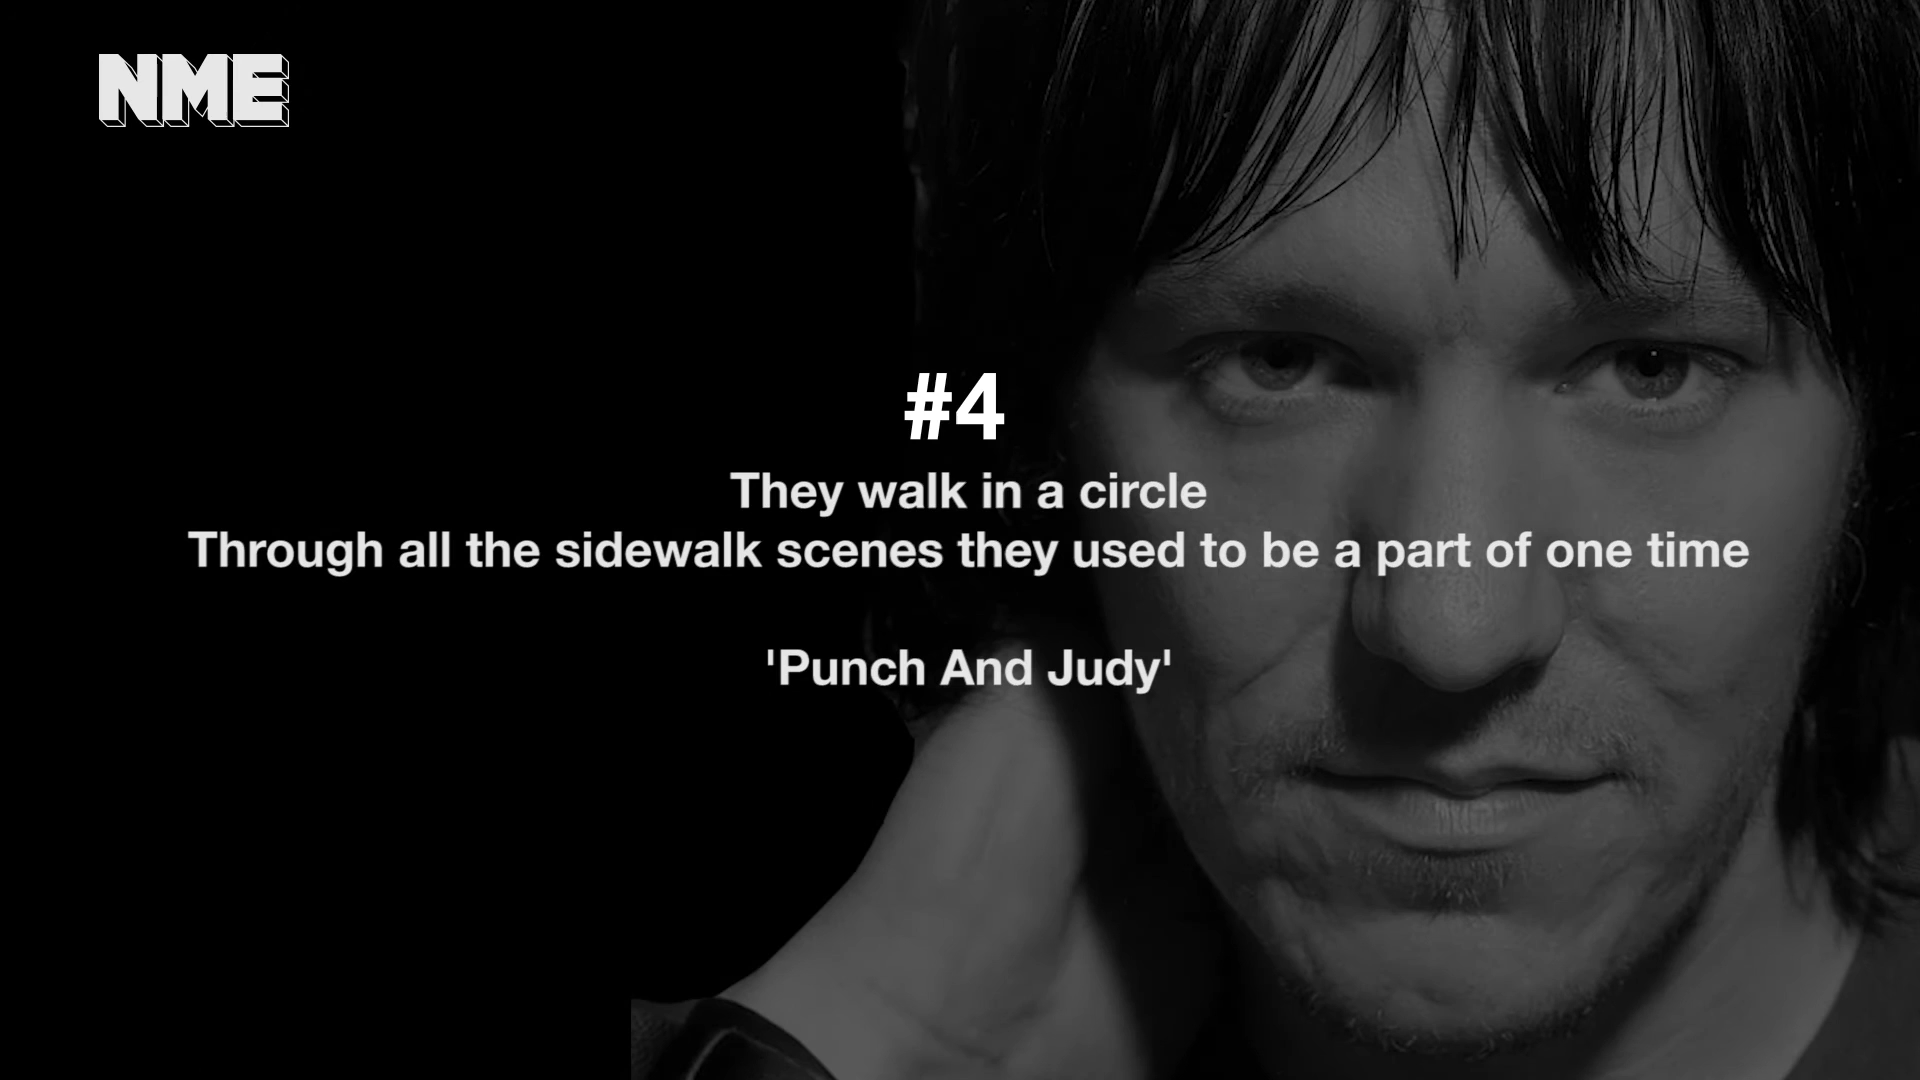 NME
#4
They walk in a circle
Through all the sidewalk scenes they used to be a part of one time
'Punch And Judy'